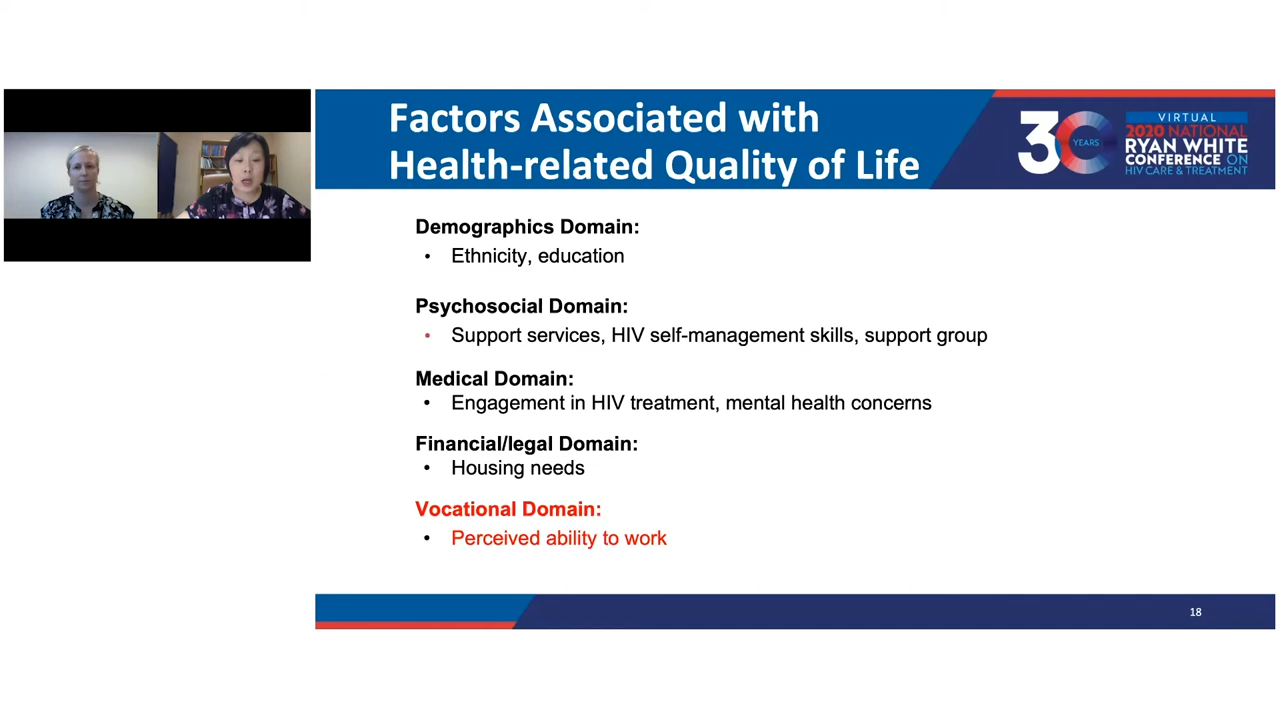 Factors Associated with
Health-related Quality of Life
30
YEARS
VIRTUAL
2020 NATIONAL
RYAN WHITE
CONFERENCE ON
HIV CARE & TREATMENT
Demographics Domain:
• Ethnicity, education
Psychosocial Domain:
• Support services, HIV self-management skills, support group
Medical Domain:
• Engagement in HIV treatment, mental health concerns
Financial/legal Domain:
• Housing needs
Vocational Domain:
• Perceived ability to work
18